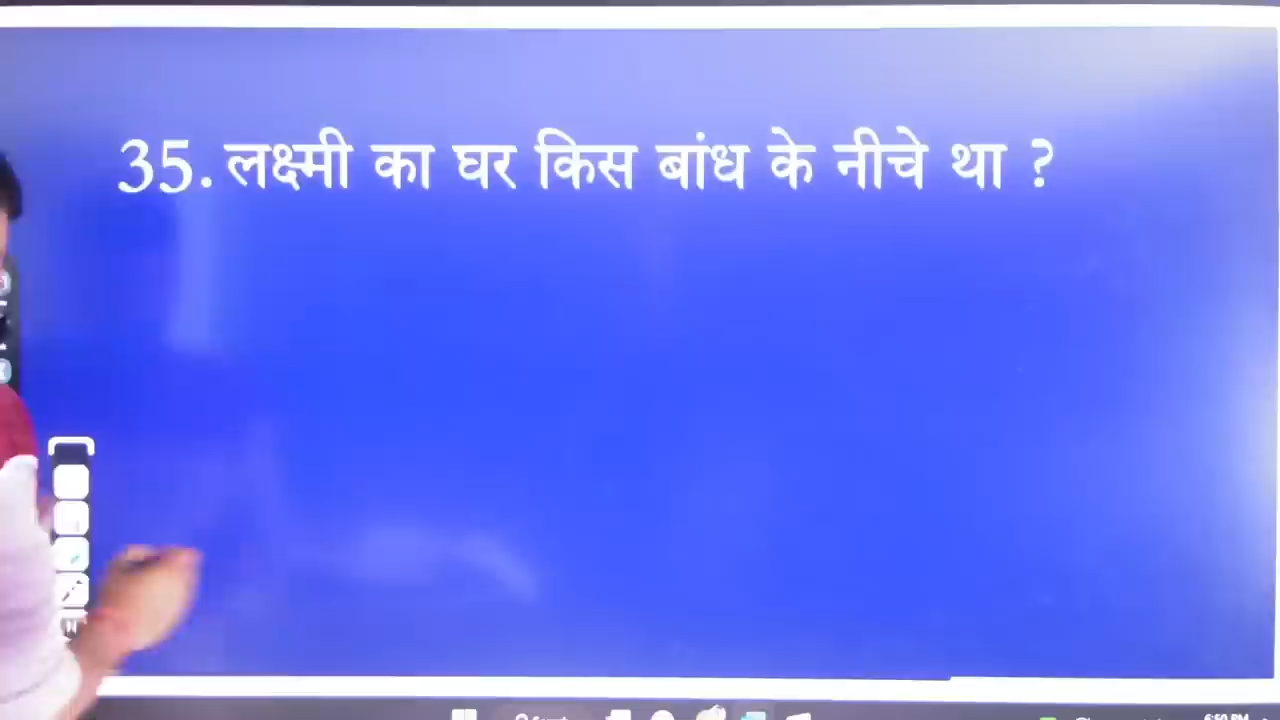 35. लक्ष्मी का घर किस बांध के नीचे था ?